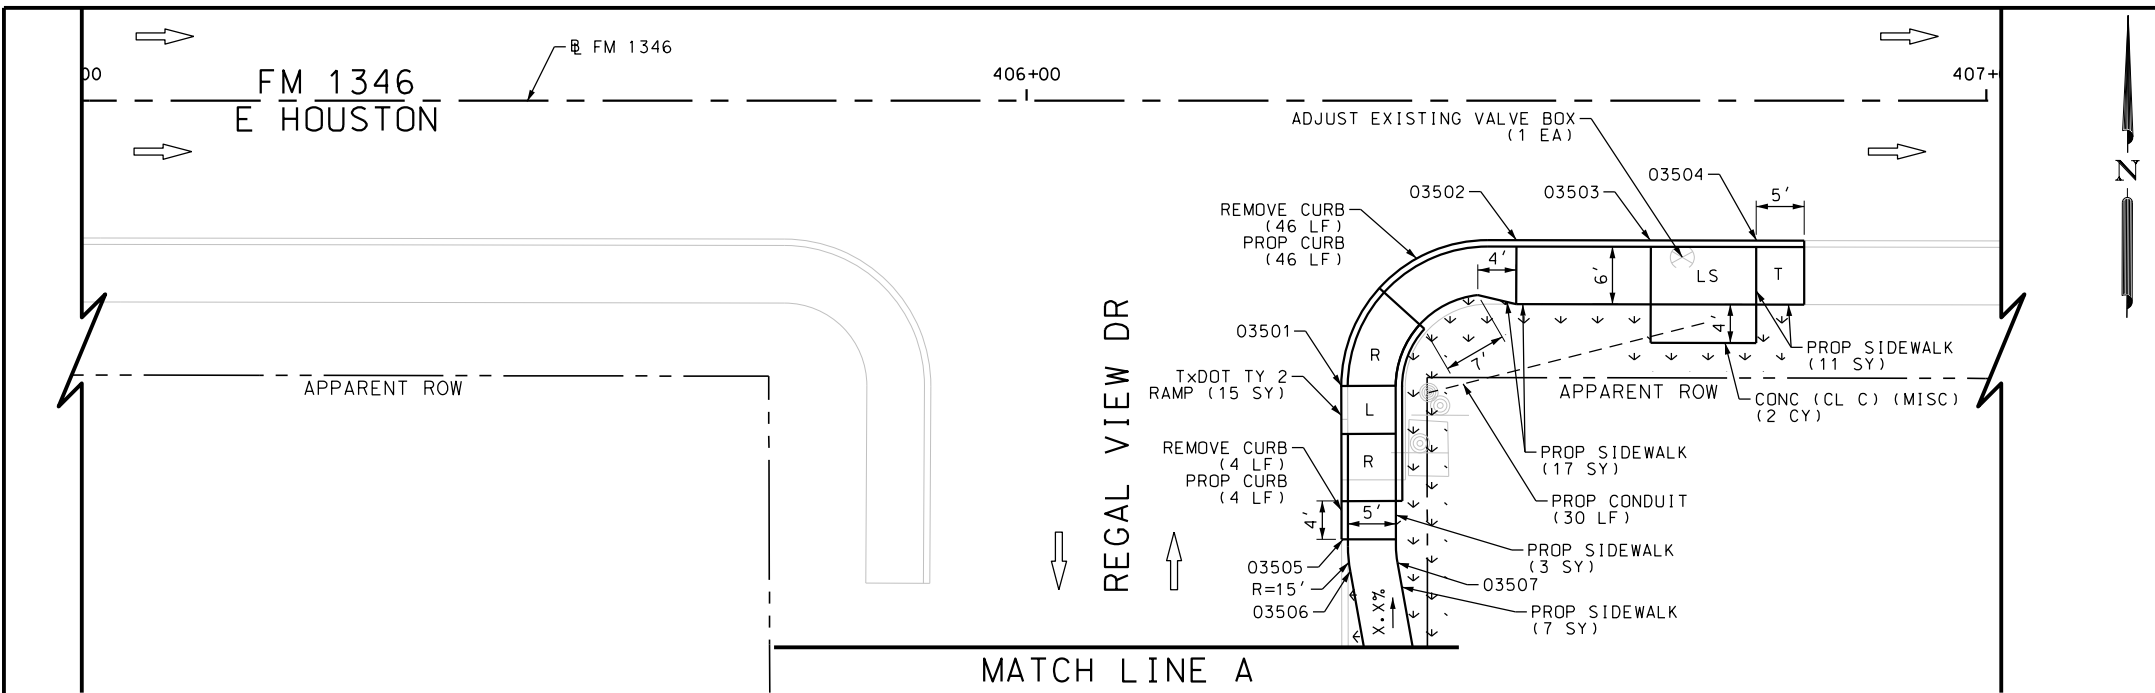 ℄ FM 1346
00
FM 1346
E HOUSTON
406+00
407+
ADJUST EXISTING VALVE BOX
(1 EA)
N
03502
03503
03504
5'
REMOVE CURB
(46 LF)
PROP CURB
(46 LF)
4'
6'
LS
T
4'
7'
03501
R
TxDOT TY 2
RAMP (15 SY)
L
R
APPARENT ROW
REGAL VIEW DR
PROP SIDEWALK
(11 SY)
APPARENT ROW
CONC (CL C) (MISC)
(2 CY)
REMOVE CURB
(4 LF)
PROP CURB
(4 LF)
4'
5'
PROP SIDEWALK
(17 SY)
PROP CONDUIT
(30 LF)
PROP SIDEWALK
(3 SY)
03505
R=15'
03506
03507
X.X%
PROP SIDEWALK
(7 SY)
MATCH LINE A